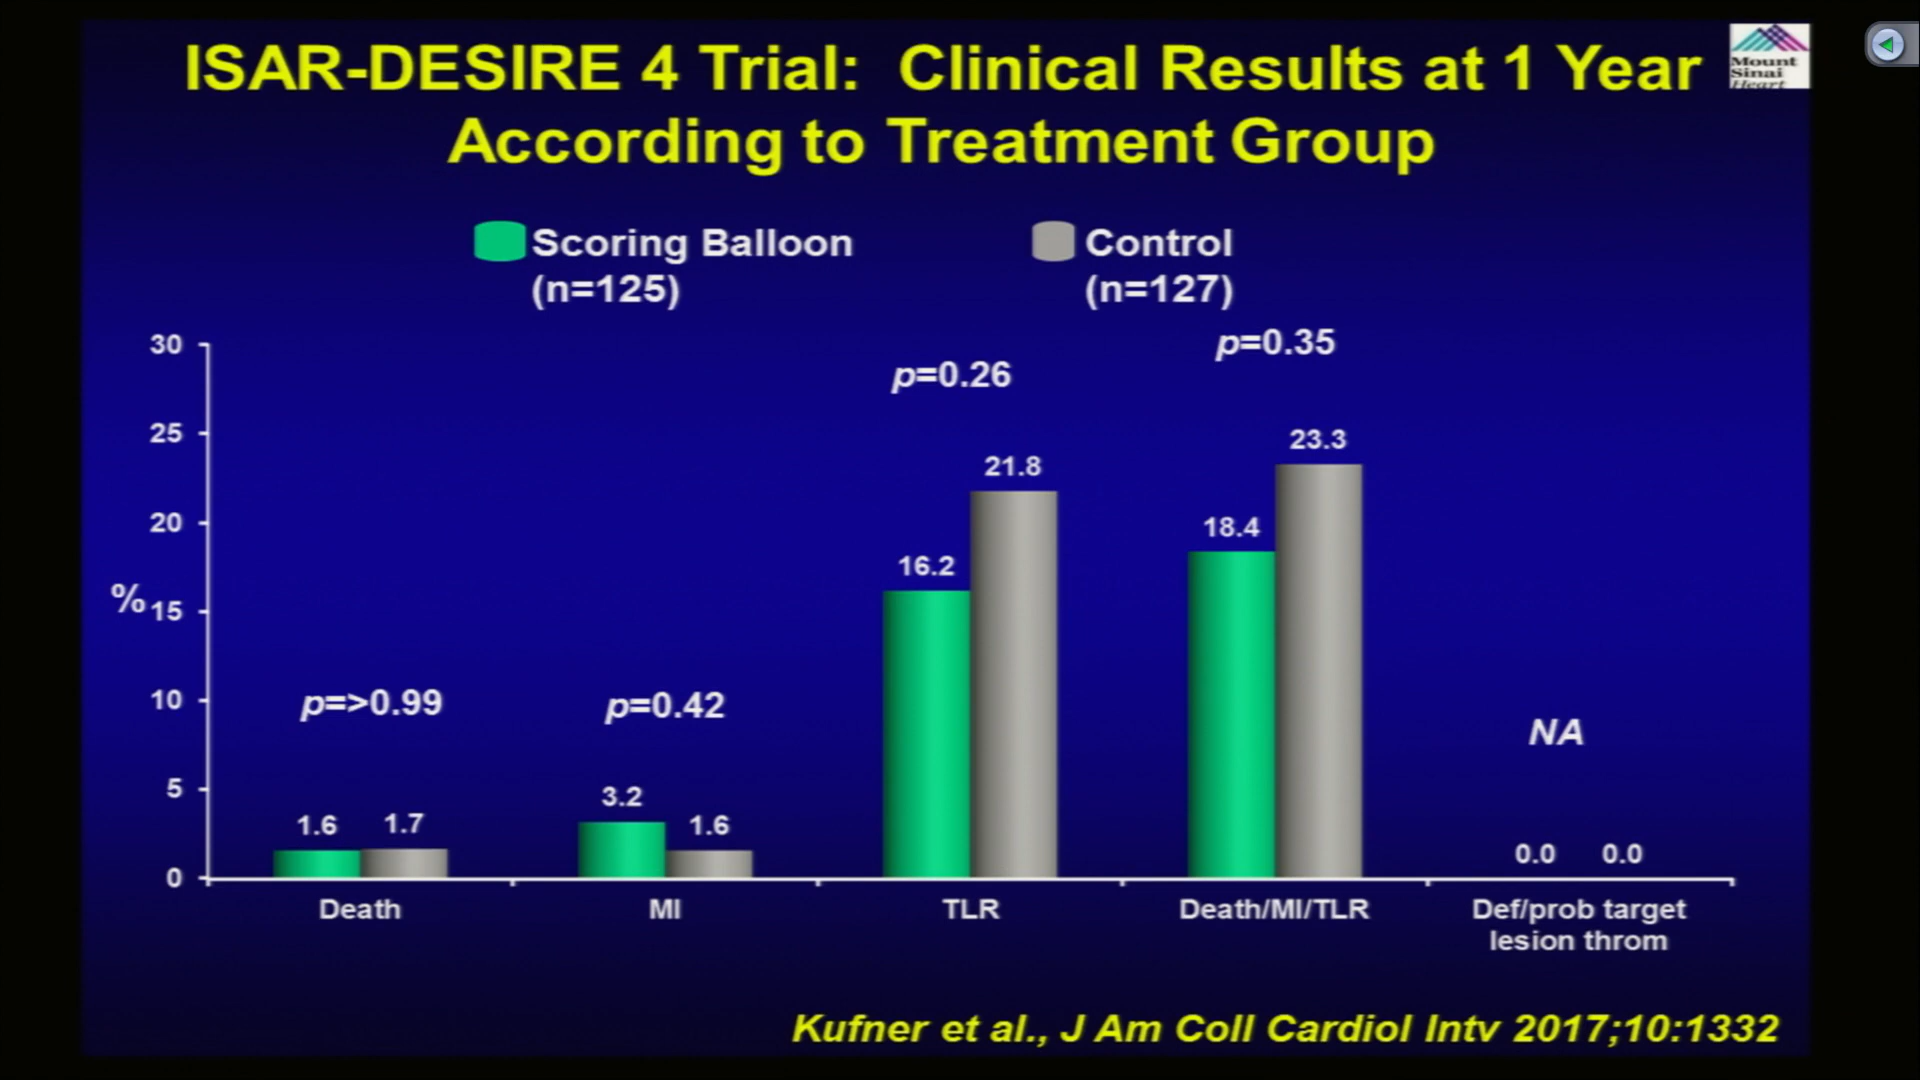 ISAR-DESIRE 4 Trial: Clinical Results at 1 Year
According to Treatment Group
Mount
Sinai
Heart
Scoring Balloon
(n=125)
Control
(n=127)
30
25
20
15
10
5
0
%
p=>0.99
1.6
1.7
p=0.42
3.2
1.6
p=0.26
16.2
21.8
p=0.35
18.4
23.3
NA
0.0
0.0
Death
MI
TLR
Death/MI/TLR
Def/prob target
lesion throm
Kufner et al., J Am Coll Cardiol Intv 2017;10:1332